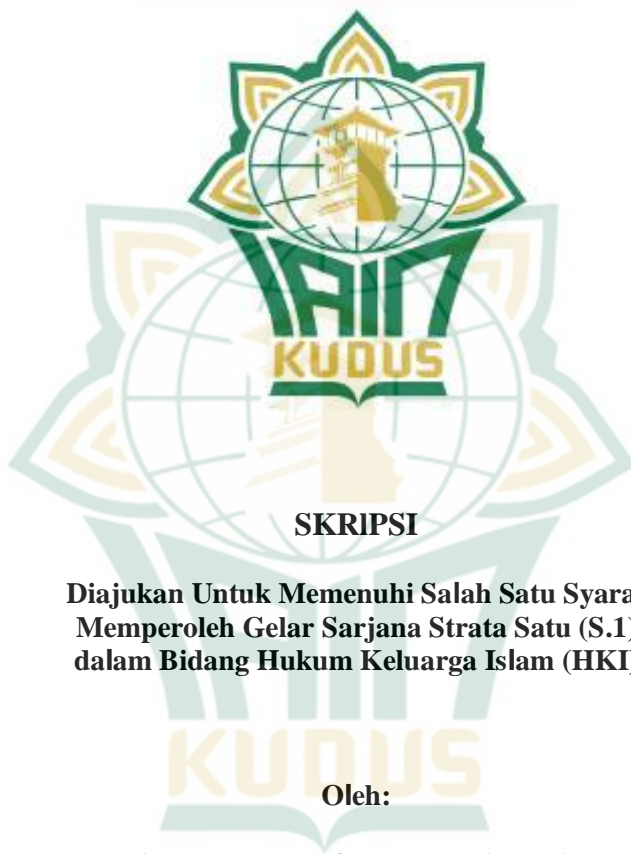 IAIN
KUDUS
SKRIPSI
Diajukan Untuk Memenuhi Salah Satu Syara
Memperoleh Gelar Sarjana Strata Satu (S.1)
dalam Bidang Hukum Keluarga Islam (HKI)
KUDUS
Oleh: